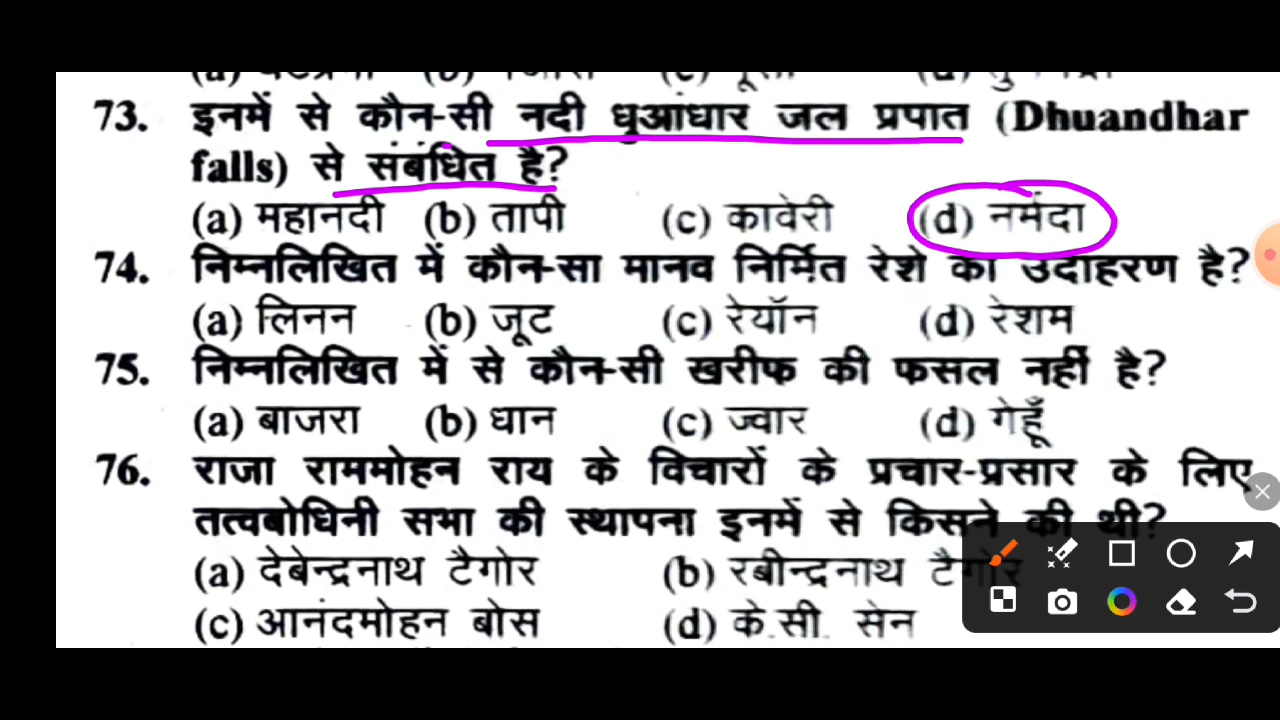 73. इनमें से कौन-सी नदी धूआंधार जल प्रपात (Dhuandhar
falls) से संबंधित है?
(a) महानदी (b) तापी (c) कावेरी (d) नर्मदा
74. निम्नलिखित में कौन-सा मानव निर्मित रेशे का उदाहरण है?
(a) लिनन (b) जूट (c) रेयॉन (d) रेशम
75. निम्नलिखित में से कौन-सी खरीफ की फसल नहीं है?
(a) बाजरा (b) धान (c) ज्वार (d) गेहूँ
76. राजा राममोहन राय के विचारों के प्रचार-प्रसार के लिए
तत्वबोधिनी सभा की स्थापना इनमें से किसने की थी?
(a) देबेन्द्रनाथ टैगोर (b) रबीन्द्रनाथ टैगोर
(c) आनंदमोहन बोस (d) के.सी. सेन